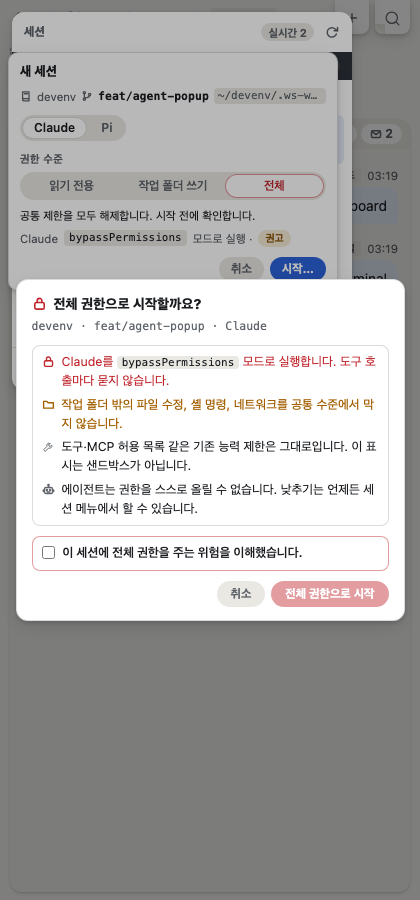 세션
실시간 2
새 세션
devenv feat/agent-popup ~/devenv/.ws-w…
Claude Pi
✉ 2
권한 수준
03:19
읽기 전용 작업 폴더 쓰기 전체
board
공통 제한을 모두 해제합니다. 시작 전에 확인합니다.
Claude bypassPermissions 모드로 실행 · 권고
03:19
취소 시작…
전체 권한으로 시작할까요?
devenv · feat/agent-popup · Claude
Claude를 bypassPermissions 모드로 실행합니다. 도구 호
출마다 묻지 않습니다.
작업 폴더 밖의 파일 수정, 셸 명령, 네트워크를 공통 수준에서 막
지 않습니다.
도구·MCP 허용 목록 같은 기존 능력 제한은 그대로입니다. 이 표
시는 샌드박스가 아닙니다.
에이전트는 권한을 스스로 올릴 수 없습니다. 낮추기는 언제든 세
션 메뉴에서 할 수 있습니다.
이 세션에 전체 권한을 주는 위험을 이해했습니다.
취소 전체 권한으로 시작